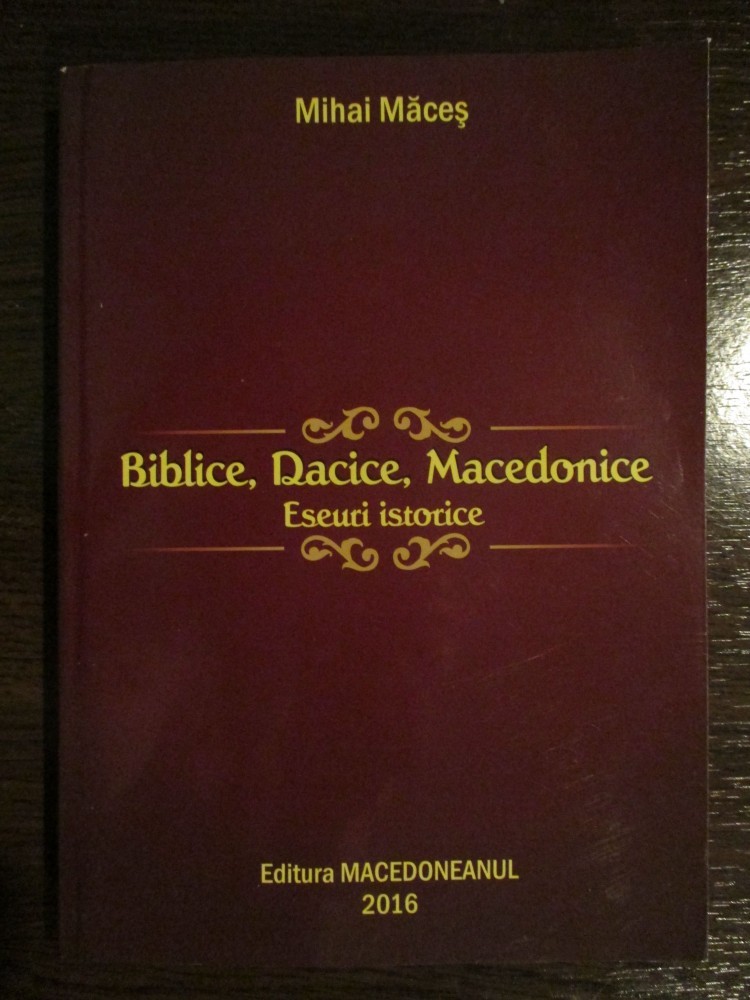 Mihai Măceş
Biblice, Dacice, Macedonice
Eseuri istorice
Editura MACEDONEANUL
2016